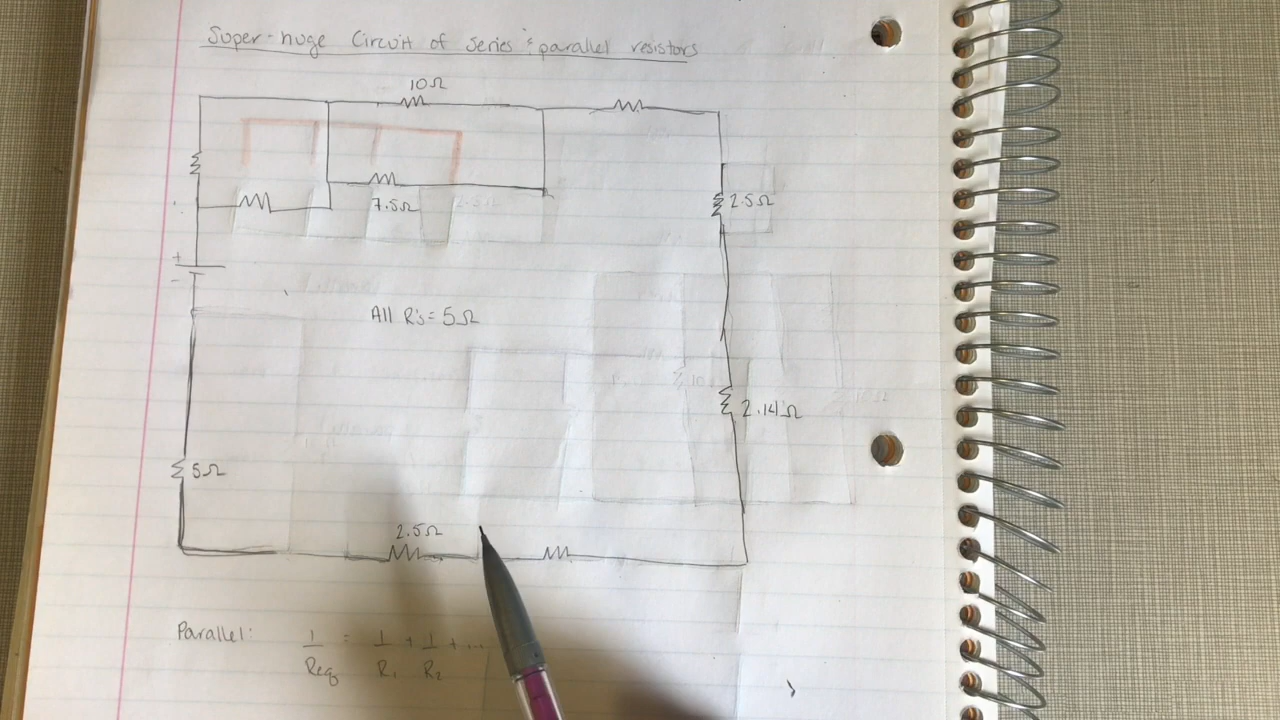 Super-huge Circuit of series & parallel resistors
10Ω
7.5Ω
2.5Ω
+
-
All R's = 5Ω
2.14Ω
5Ω
2.5Ω
Parallel: 1/Req = 1/R1 + 1/R2 + ...